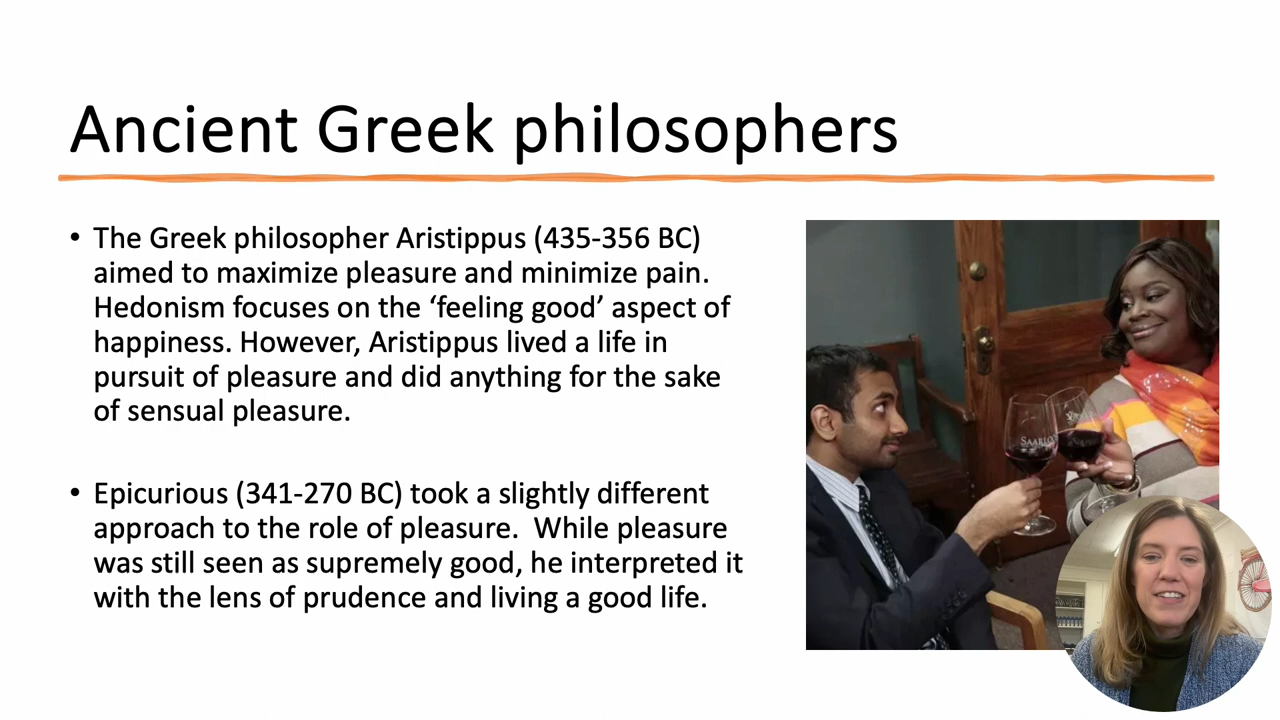 Ancient Greek philosophers
• The Greek philosopher Aristippus (435-356 BC)
aimed to maximize pleasure and minimize pain.
Hedonism focuses on the ‘feeling good’ aspect of
happiness. However, Aristippus lived a life in
pursuit of pleasure and did anything for the sake
of sensual pleasure.
• Epicurious (341-270 BC) took a slightly different
approach to the role of pleasure.  While pleasure
was still seen as supremely good, he interpreted it
with the lens of prudence and living a good life.